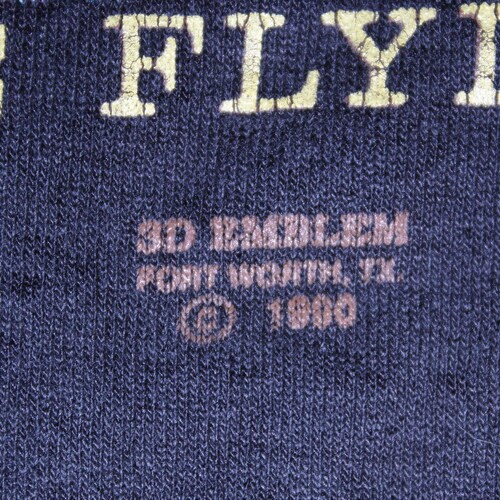 FLY
3D EMBLEM
FORT WORTH, TX.
© 1990